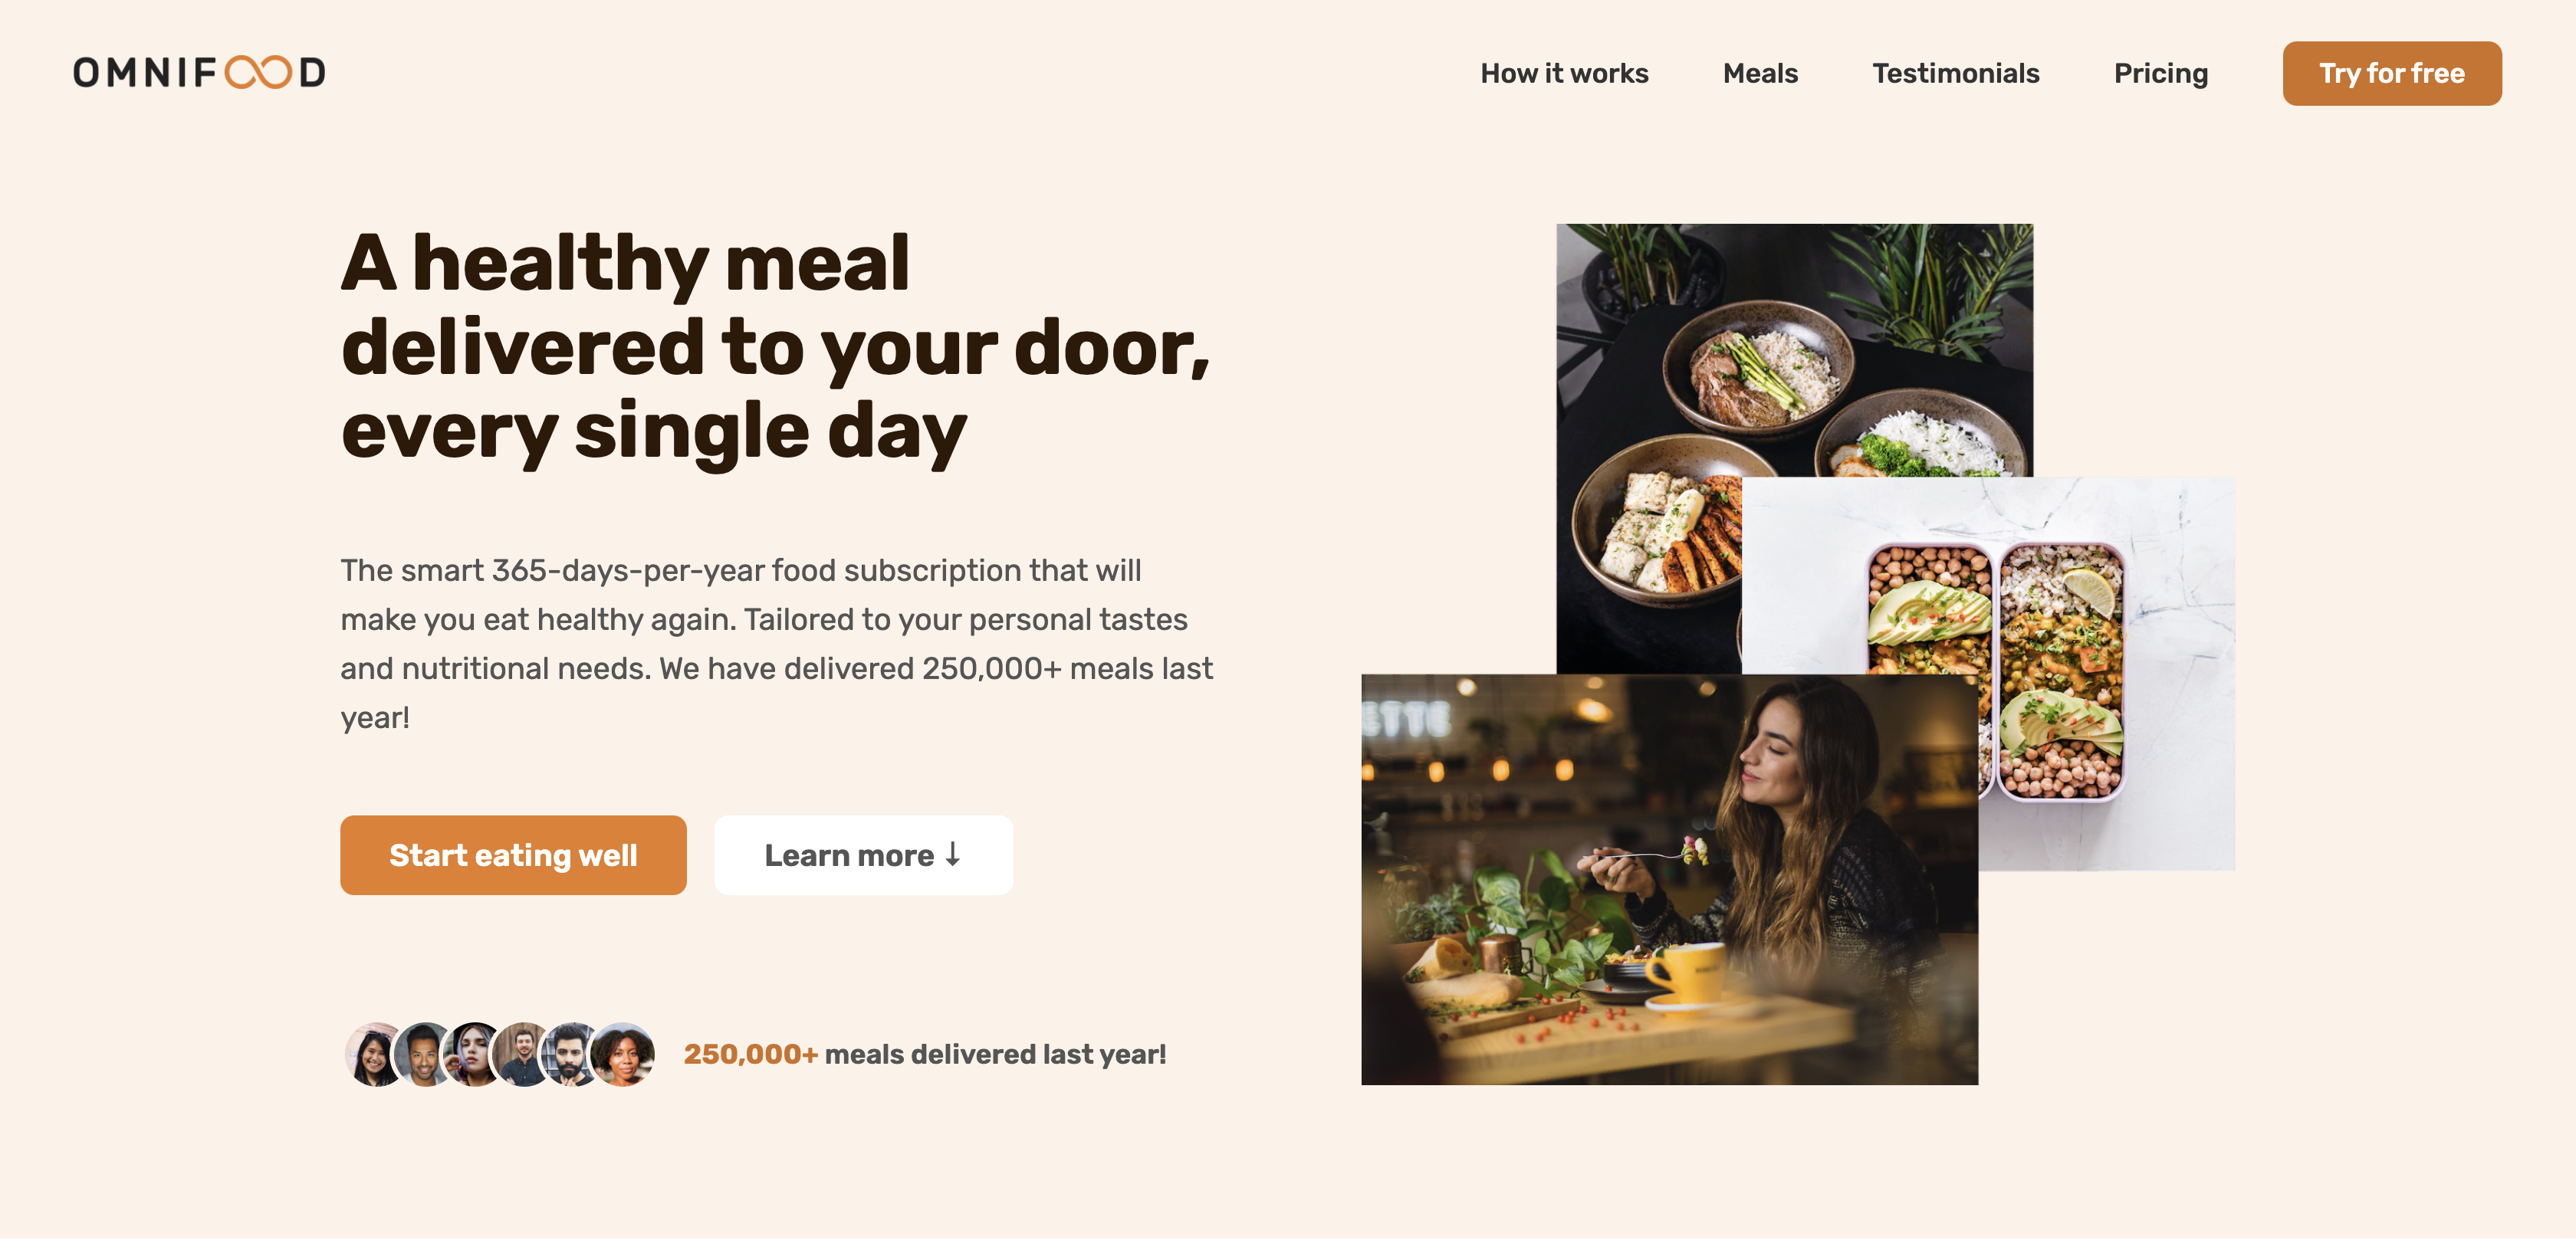 OMNIFOOD
How it works
Meals
Testimonials
Pricing
Try for free
A healthy meal
delivered to your door,
every single day
The smart 365-days-per-year food subscription that will
make you eat healthy again. Tailored to your personal tastes
and nutritional needs. We have delivered 250,000+ meals last
year!
Start eating well
Learn more ↓
250,000+ meals delivered last year!
ETTE